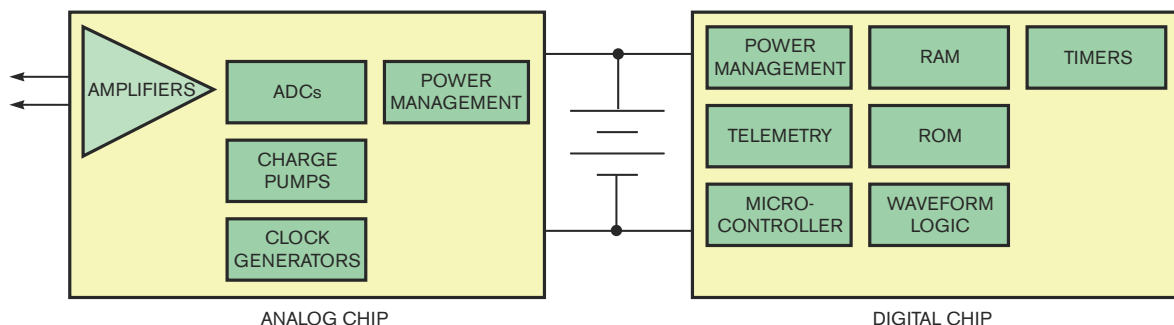 AMPLIFIERS
ADCs
POWER
MANAGEMENT
CHARGE
PUMPS
CLOCK
GENERATORS
ANALOG CHIP
POWER
MANAGEMENT
RAM
TIMERS
TELEMETRY
ROM
MICRO-
CONTROLLER
WAVEFORM
LOGIC
DIGITAL CHIP